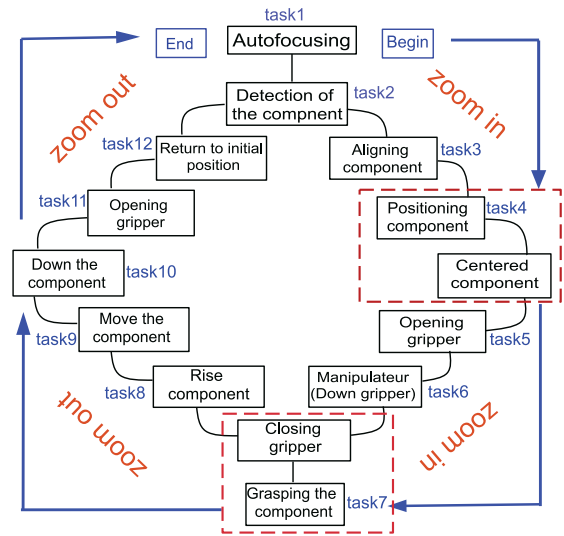 task1
End
Autofocusing
Begin
zoom out
zoom in
Detection of
the compnent
task2
task12
Return to initial
position
Aligning
component
task3
task11
Opening
gripper
Positioning
component
task4
Down the
component
task10
Centered
component
Move the
component
task9
Opening
gripper
task5
Rise
component
task8
Manipulateur
(Down gripper)
task6
zoom out
zoom in
Closing
gripper
Grasping the
component
task7